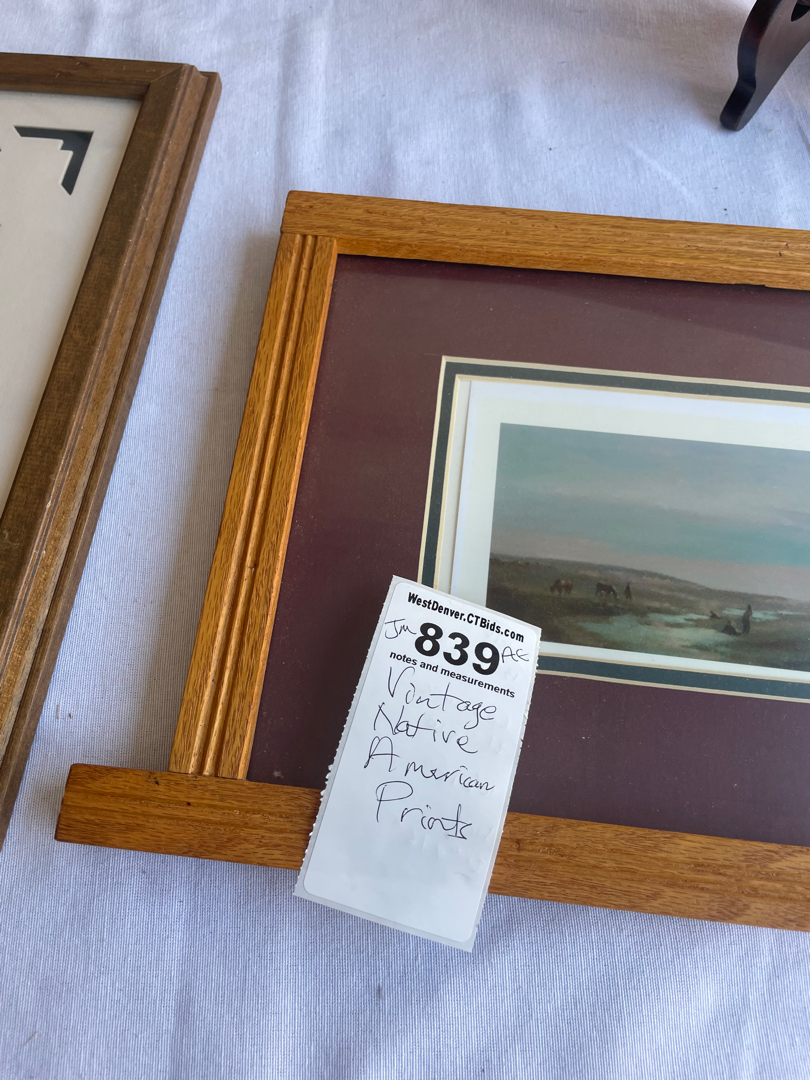 WestDenver.CTBids.com
Jm 839 AC
notes and measurements
Vintage
Native
American
Prints